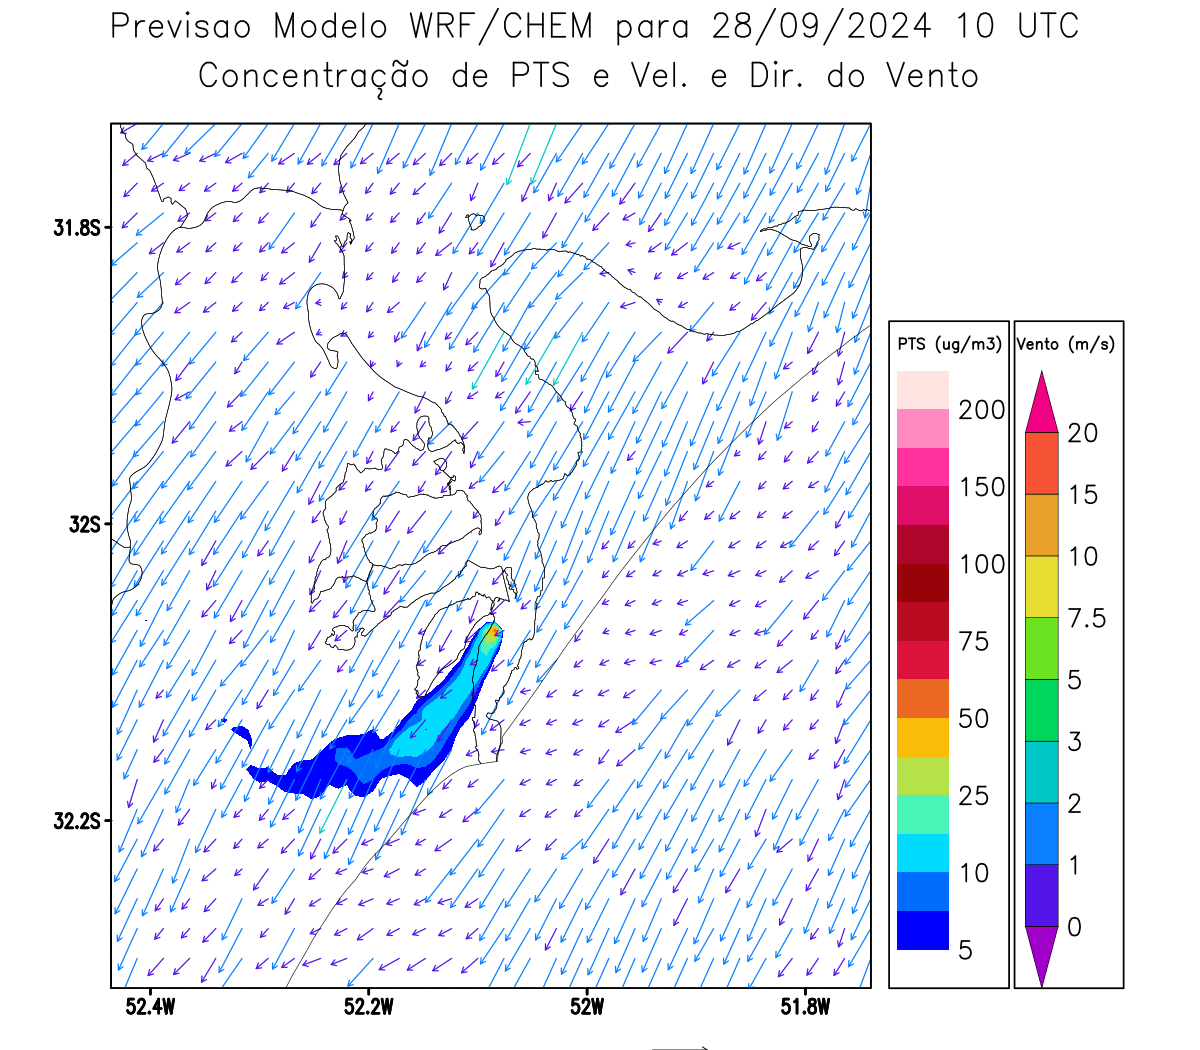 Previsao Modelo WRF/CHEM para 28/09/2024 10 UTC
Concentração de PTS e Vel. e Dir. do Vento
31.8S
32S
32.2S
52.4W 52.2W 52W 51.8W
PTS (ug/m3)
200
150
100
75
50
25
10
5
Vento (m/s)
20
15
10
7.5
5
3
2
1
0